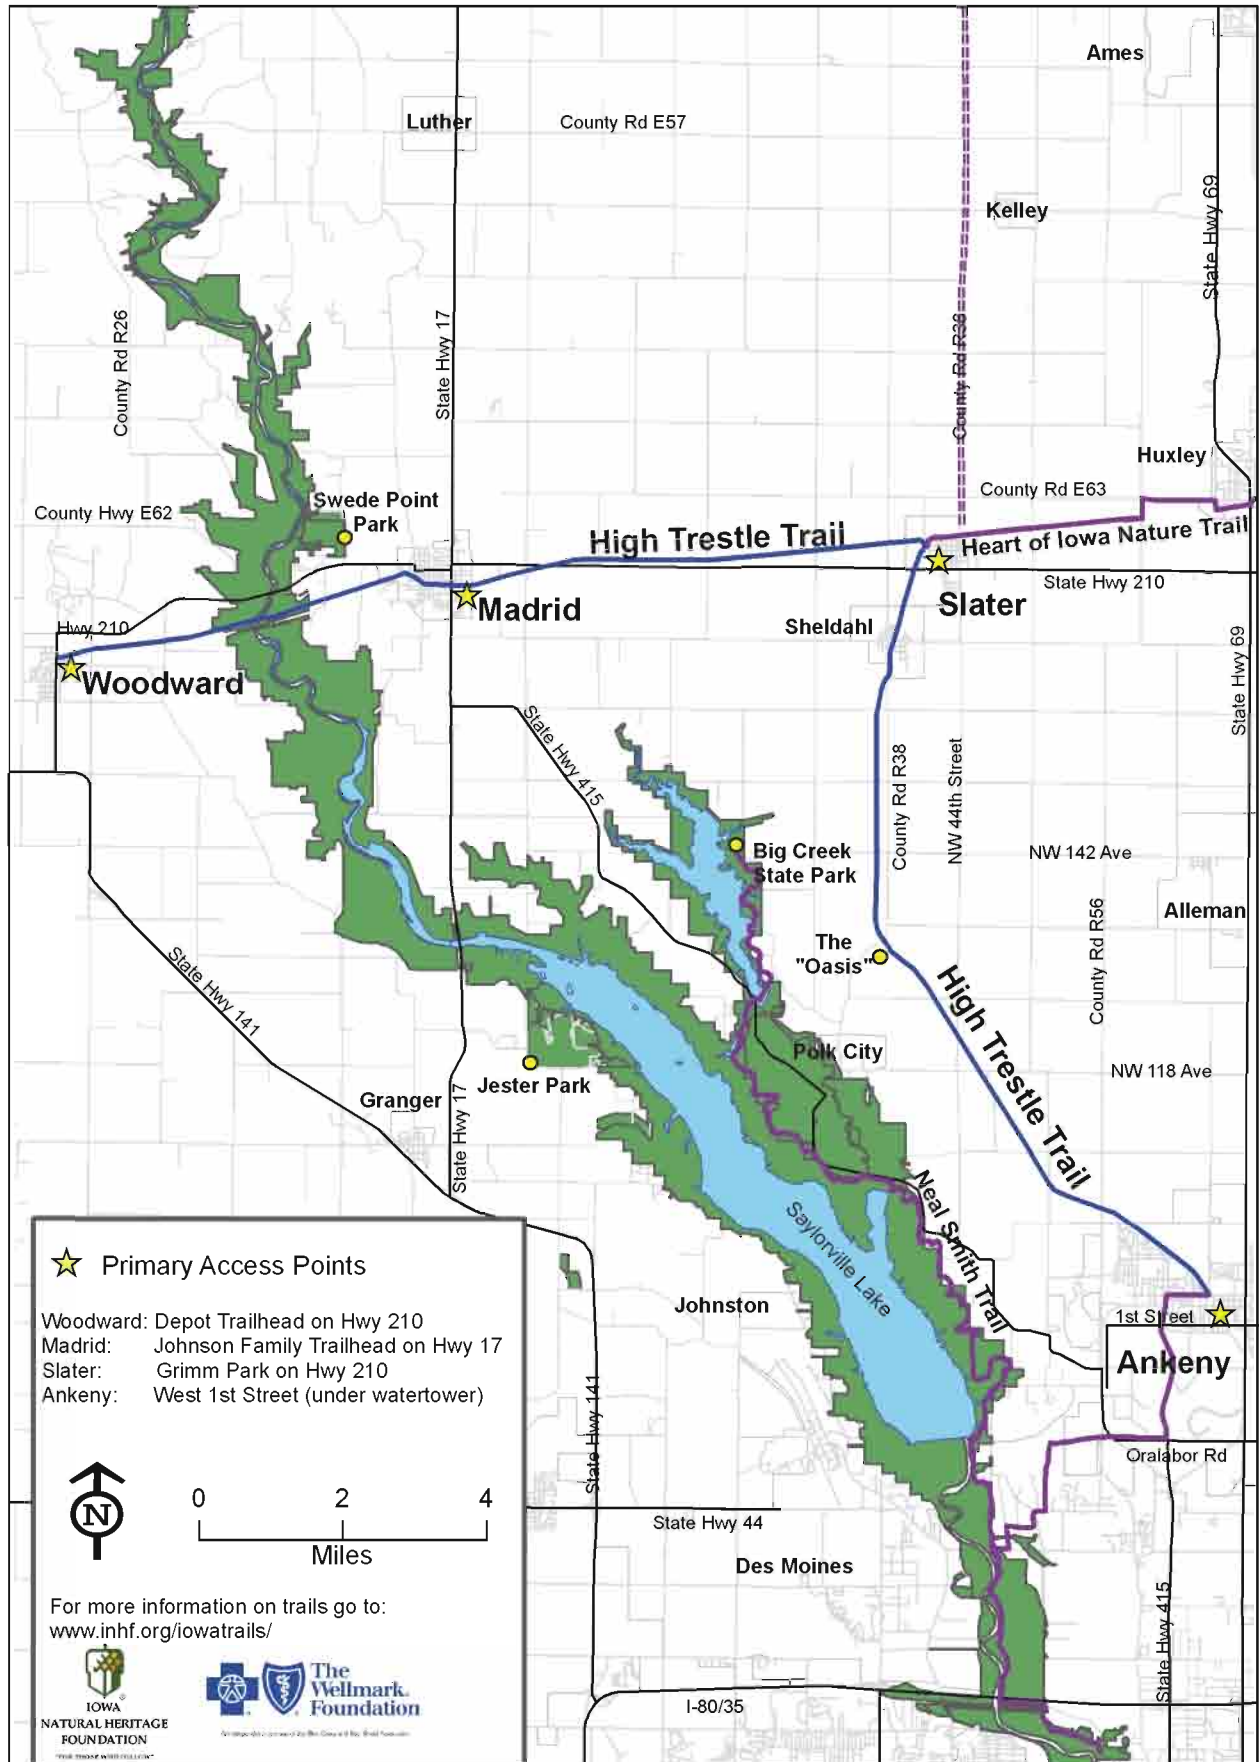 Ames
Luther
County Rd E57
Kelley
State Hwy 69
County Rd R26
State Hwy 17
County Rd R38
Huxley
County Rd E63
Swede Point
Park
County Hwy E62
High Trestle Trail
Heart of Iowa Nature Trail
State Hwy 210
Madrid
Slater
Sheldahl
Hwy 210
Woodward
State Hwy 69
State Hwy 415
County Rd R38
NW 44th Street
Big Creek
State Park
NW 142 Ave
Alleman
County Rd R56
The
"Oasis"
State Hwy 141
High Trestle Trail
Polk City
NW 118 Ave
Jester Park
Granger
State Hwy 17
Neal Smith Trail
Saylorville Lake
Johnston
1st Street
Ankeny
State Hwy 141
Oralabor Rd
State Hwy 44
Des Moines
State Hwy 415
I-80/35
Primary Access Points
Woodward: Depot Trailhead on Hwy 210
Madrid: Johnson Family Trailhead on Hwy 17
Slater: Grimm Park on Hwy 210
Ankeny: West 1st Street (under watertower)
N
0 2 4
Miles
For more information on trails go to:
www.inhf.org/iowatrails/
IOWA
NATURAL HERITAGE
FOUNDATION
"FOR THOSE WHO FOLLOW"
The
Wellmark.
Foundation